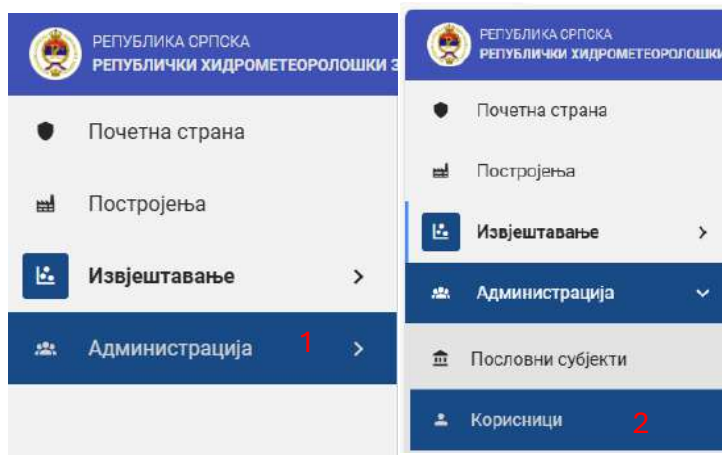 РЕПУБЛИКА СРПСКА
РЕПУБЛИЧКИ ХИДРОМЕТЕОРОЛОШКИ З
Почетна страна
Постројења
Извјештавање
Администрација 1
РЕПУБЛИКА СРПСКА
РЕПУБЛИЧКИ ХИДРОМЕТЕОРОЛОШКИ
Почетна страна
Постројења
Извјештавање
Администрација
Пословни субјекти
Корисници 2